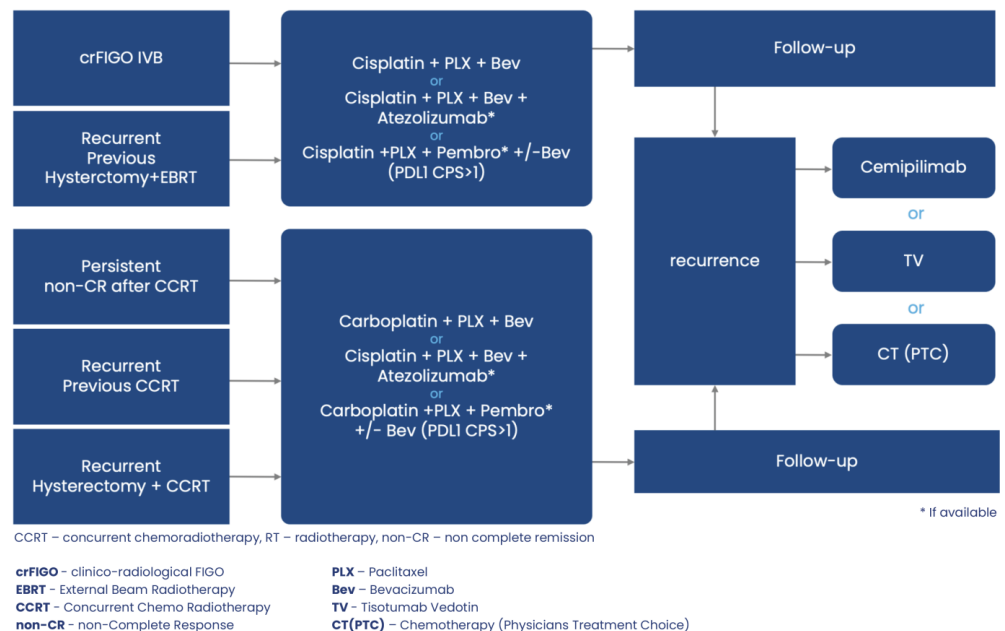 crFIGO IVB
Recurrent
Previous
Hysterctomy+EBRT
Cisplatin + PLX + Bev
or
Cisplatin + PLX + Bev +
Atezolizumab*
or
Cisplatin +PLX + Pembro* +/-Bev
(PDL1 CPS>1)
Follow-up
Persistent
non-CR after CCRT
Recurrent
Previous CCRT
Recurrent
Hysterectomy + CCRT
Carboplatin + PLX + Bev
or
Cisplatin + PLX + Bev +
Atezolizumab*
or
Carboplatin +PLX + Pembro*
+/- Bev (PDL1 CPS>1)
recurrence
Cemipilimab
or
TV
or
CT (PTC)
Follow-up
* If available
CCRT – concurrent chemoradiotherapy, RT – radiotherapy, non-CR – non complete remission
crFIGO - clinico-radiological FIGO
EBRT - External Beam Radiotherapy
CCRT - Concurrent Chemo Radiotherapy
non-CR - non-Complete Response
PLX – Paclitaxel
Bev – Bevacizumab
TV - Tisotumab Vedotin
CT(PTC) – Chemotherapy (Physicians Treatment Choice)